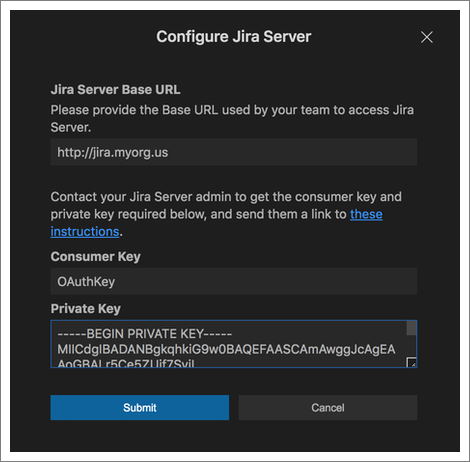 Configure Jira Server
Jira Server Base URL
Please provide the Base URL used by your team to access Jira
Server.
http://jira.myorg.us
Contact your Jira Server admin to get the consumer key and
private key required below, and send them a link to these
instructions.
Consumer Key
OAuthKey
Private Key
-----BEGIN PRIVATE KEY-----
MIICdgIBADANBgkqhkiG9w0BAQEFAASCAmAwggJcAgEA
Submit
Cancel